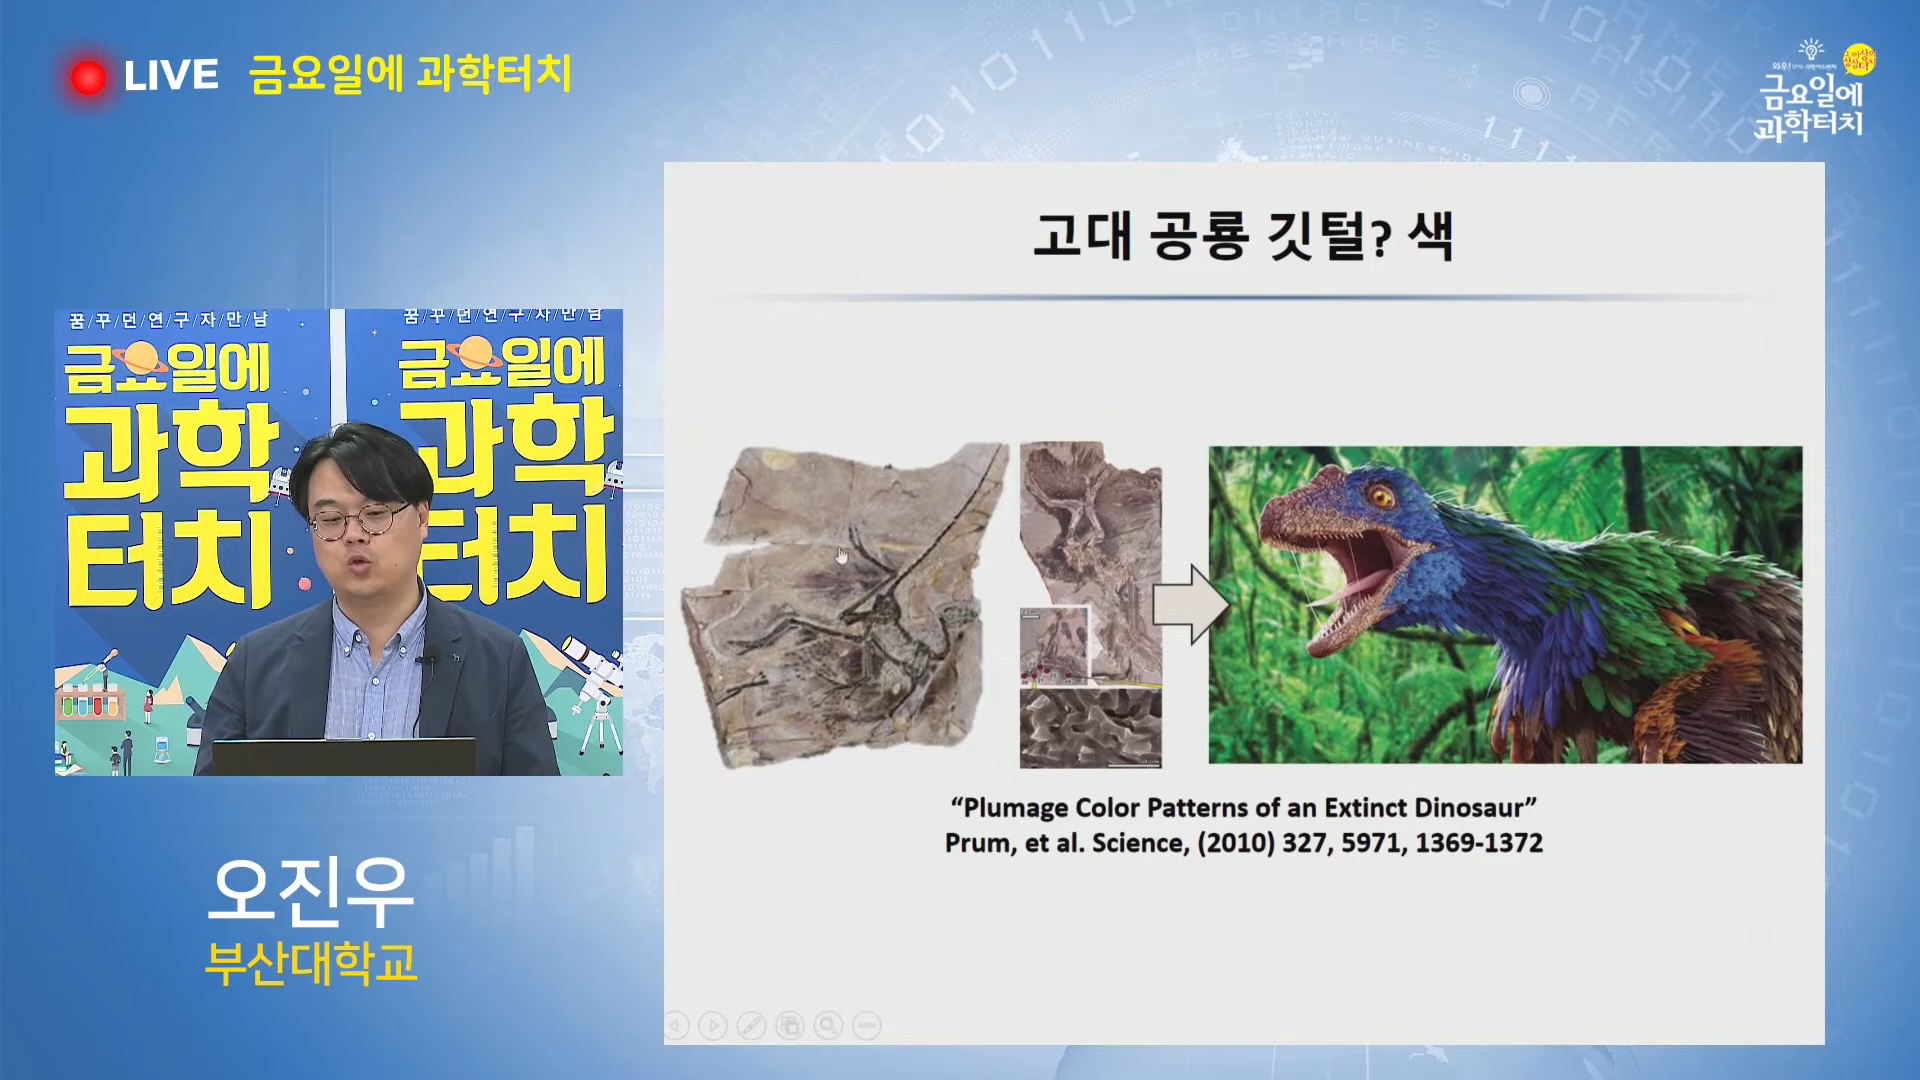 LIVE 금요일에 과학터치
금요일에
과학터치
고대 공룡 깃털? 색
꿈/꾸/던/연/구/자/만/남
금요일에
과학
터치
꿈/꾸/던/연/구/자/만/남
금요일에
과학
터치
“Plumage Color Patterns of an Extinct Dinosaur”
Prum, et al. Science, (2010) 327, 5971, 1369-1372
오진우
부산대학교